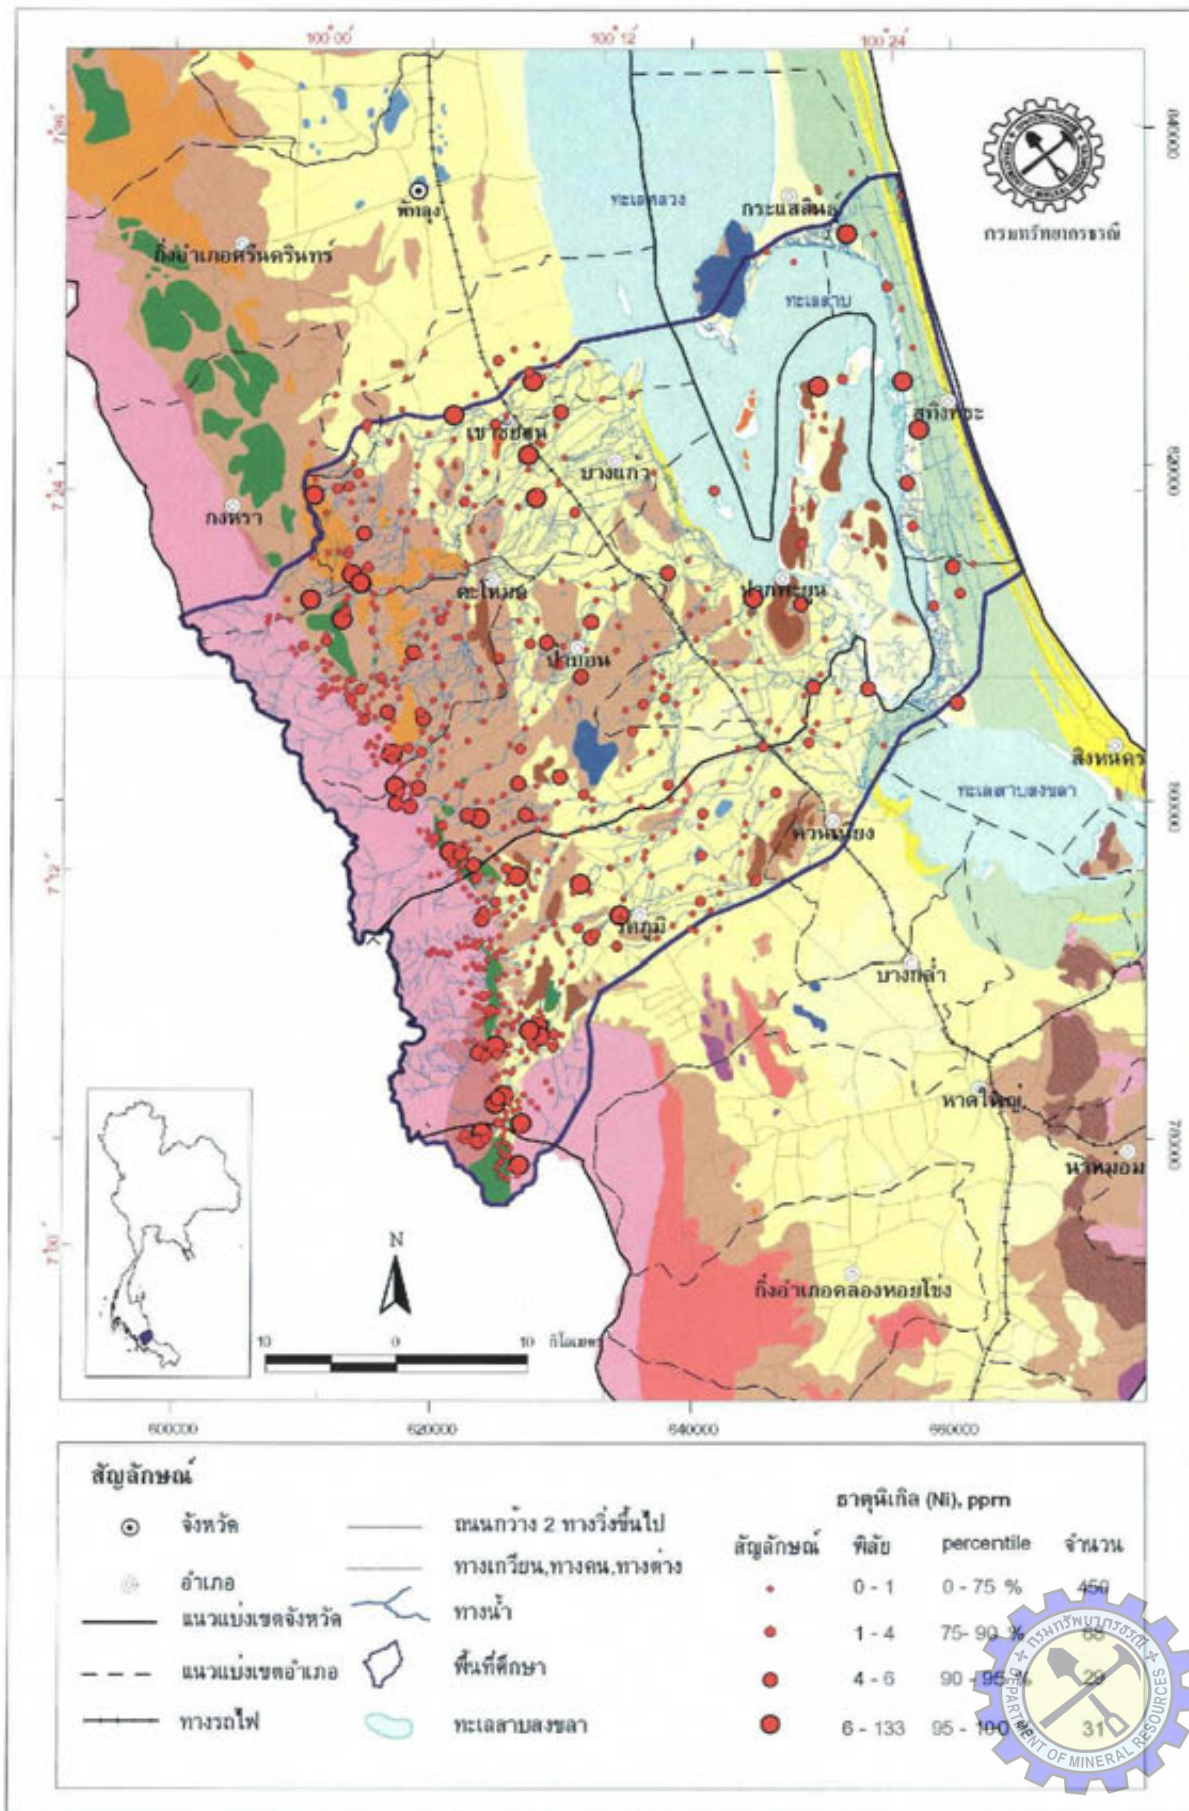 100° 00'
100° 12'
100° 24'
7° 36'
7° 24'
7° 12'
7° 00'
840000
820000
800000
780000
600000
620000
640000
660000
กรมทรัพยากรธรณี
DEPARTMENT OF MINERAL RESOURCES
กรมทรัพยากรธรณี
พัทลุง
กิ่งอำเภอศรีนครินทร์
ทะเลหลวง
กระแสสินธุ์
ทะเลสาบ
เขาชัยสน
บางแก้ว
สทิงพระ
กงหรา
ตะโหมด
ปากพะยูน
ป่าบอน
สิงหนคร
ทะเลสาบสงขลา
ควนเนียง
รัตภูมิ
บางกล่ำ
หาดใหญ่
นาหม่อม
กิ่งอำเภอคลองหอยโข่ง
N
10 0 10 กิโลเมตร
สัญลักษณ์
จังหวัด
อำเภอ
แนวแบ่งเขตจังหวัด
แนวแบ่งเขตอำเภอ
ทางรถไฟ
ถนนกว้าง 2 ทางวิ่งขึ้นไป
ทางเกวียน,ทางคน,ทางต่าง
ทางน้ำ
พื้นที่ศึกษา
ทะเลสาบสงขลา
ธาตุนิเกิล (Ni), ppm
สัญลักษณ์ พิสัย percentile จำนวน
0 - 1 0 - 75 % 450
1 - 4 75- 90 % 68
4 - 6 90 - 95 % 29
6 - 133 95 - 100 % 31
กรมทรัพยากรธรณี
DEPARTMENT OF MINERAL RESOURCES